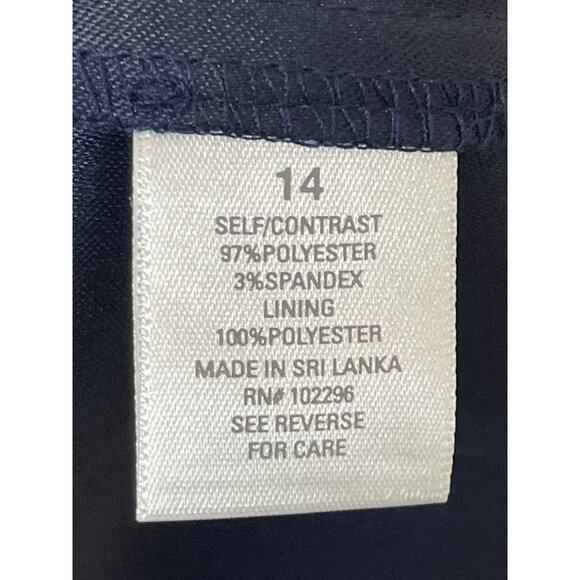 14
SELF/CONTRAST
97%POLYESTER
3%SPANDEX
LINING
100%POLYESTER
MADE IN SRI LANKA
RN# 102296
SEE REVERSE
FOR CARE